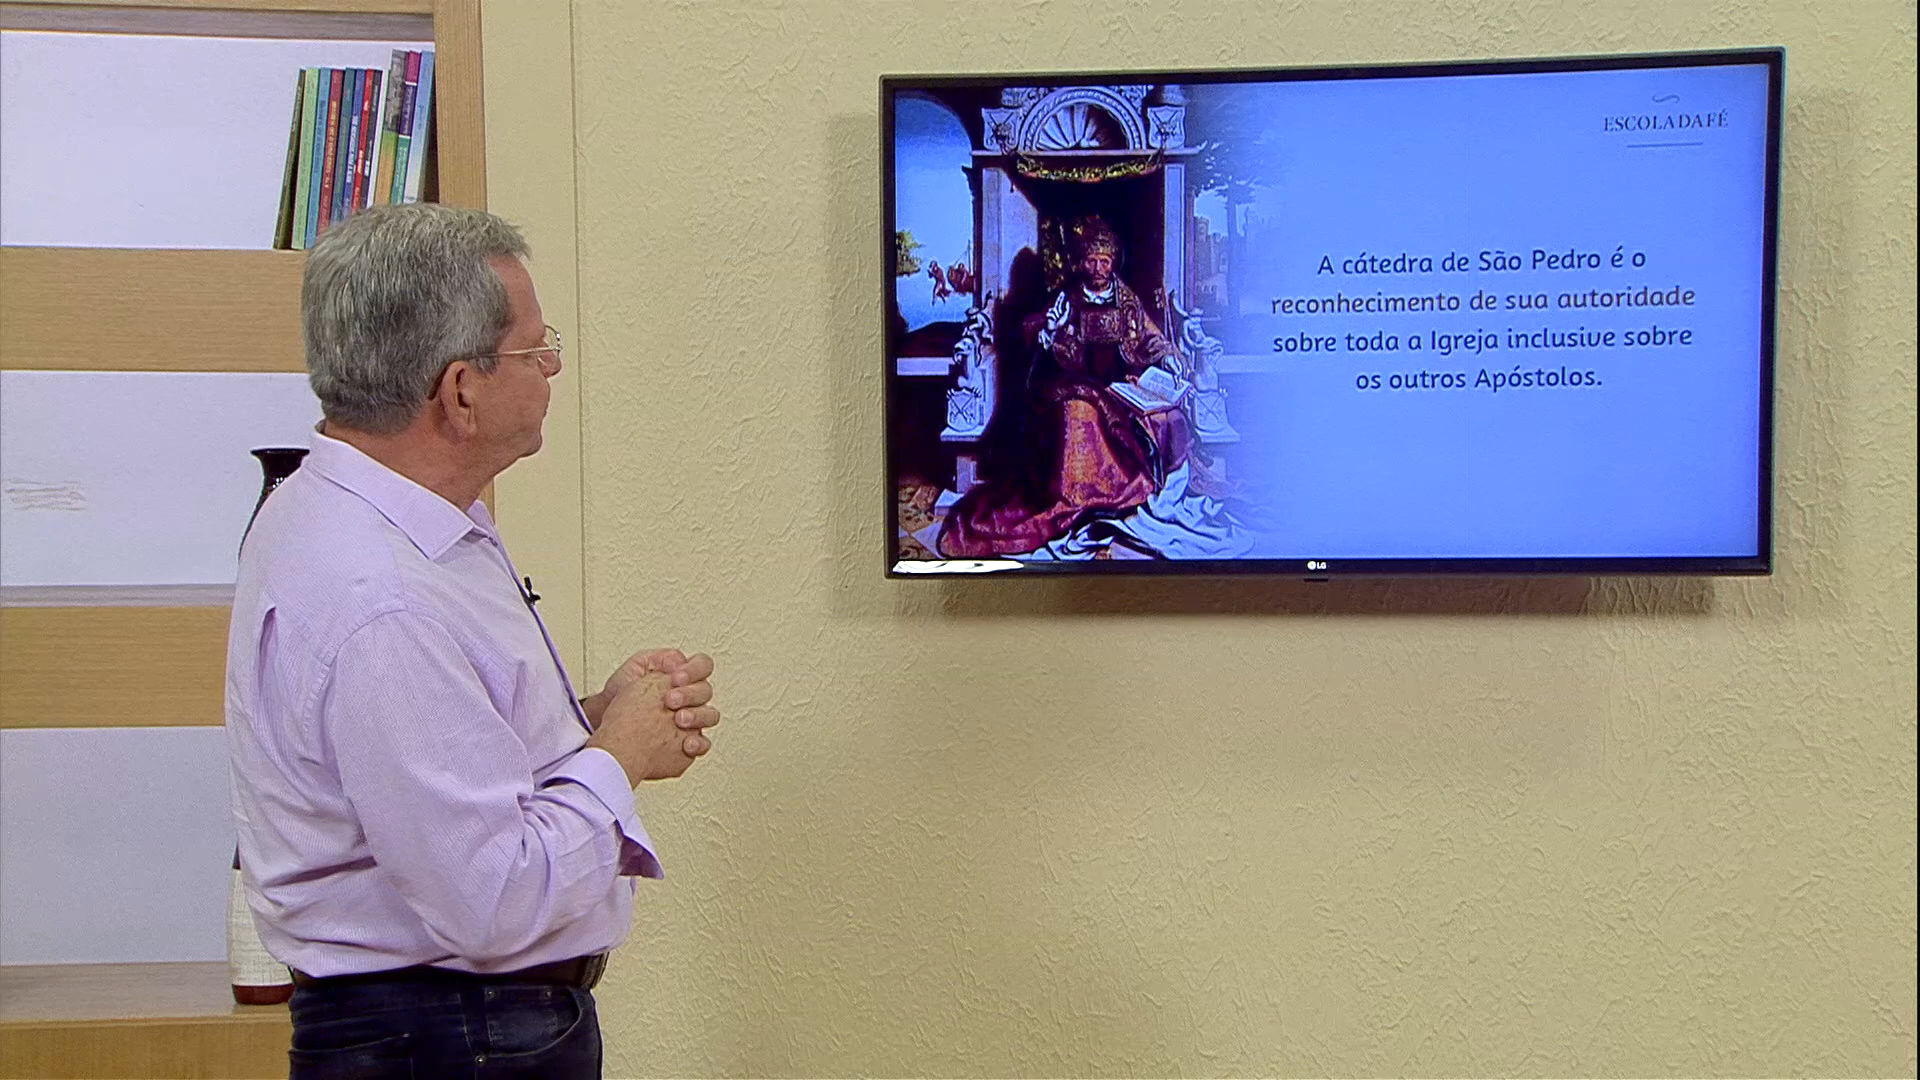 ESCOLADAFÉ
A cátedra de São Pedro é o
reconhecimento de sua autoridade
sobre toda a Igreja inclusive sobre
os outros Apóstolos.
LG